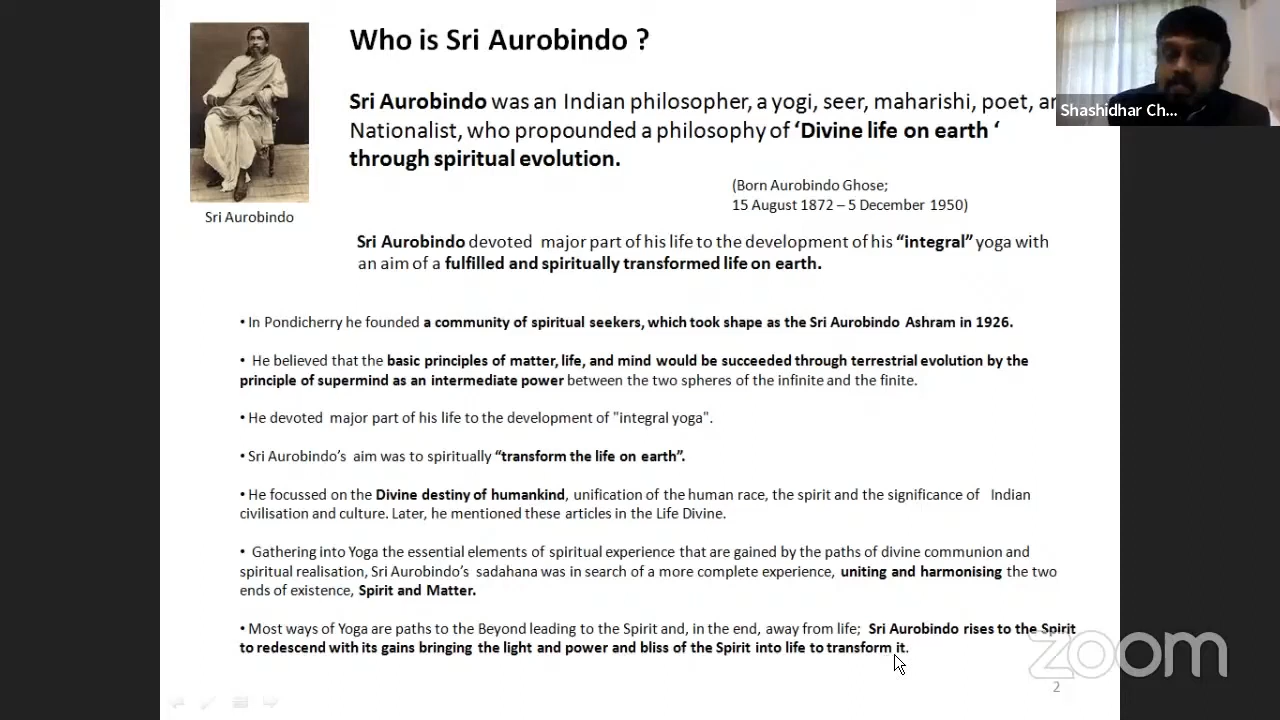 Who is Sri Aurobindo ?
Sri Aurobindo was an Indian philosopher, a yogi, seer, maharishi, poet,
Nationalist, who propounded a philosophy of ‘Divine life on earth ‘
through spiritual evolution.
(Born Aurobindo Ghose;
15 August 1872 – 5 December 1950)
Sri Aurobindo
Shashidhar Ch...
Sri Aurobindo devoted major part of his life to the development of his “integral” yoga with
an aim of a fulfilled and spiritually transformed life on earth.
• In Pondicherry he founded a community of spiritual seekers, which took shape as the Sri Aurobindo Ashram in 1926.
• He believed that the basic principles of matter, life, and mind would be succeeded through terrestrial evolution by the
principle of supermind as an intermediate power between the two spheres of the infinite and the finite.
• He devoted major part of his life to the development of "integral yoga".
• Sri Aurobindo’s aim was to spiritually “transform the life on earth”.
• He focussed on the Divine destiny of humankind, unification of the human race, the spirit and the significance of Indian
civilisation and culture. Later, he mentioned these articles in the Life Divine.
• Gathering into Yoga the essential elements of spiritual experience that are gained by the paths of divine communion and
spiritual realisation, Sri Aurobindo’s sadahana was in search of a more complete experience, uniting and harmonising the two
ends of existence, Spirit and Matter.
• Most ways of Yoga are paths to the Beyond leading to the Spirit and, in the end, away from life; Sri Aurobindo rises to the Spirit
to redescend with its gains bringing the light and power and bliss of the Spirit into life to transform it.
zoom
2